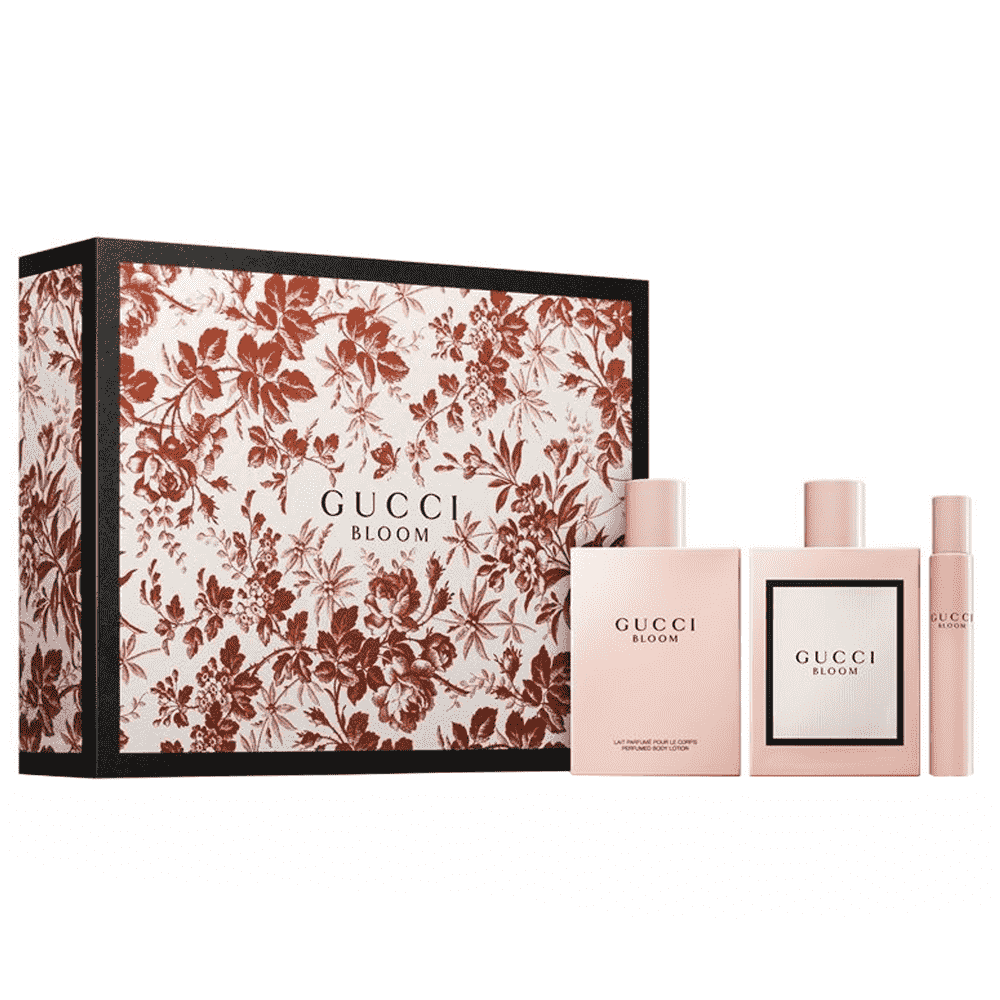 GUCCI
BLOOM
GUCCI
BLOOM
LAIT PARFUMÉ POUR LE CORPS
PERFUMED BODY LOTION
GUCCI
BLOOM
GUCCI
BLOOM